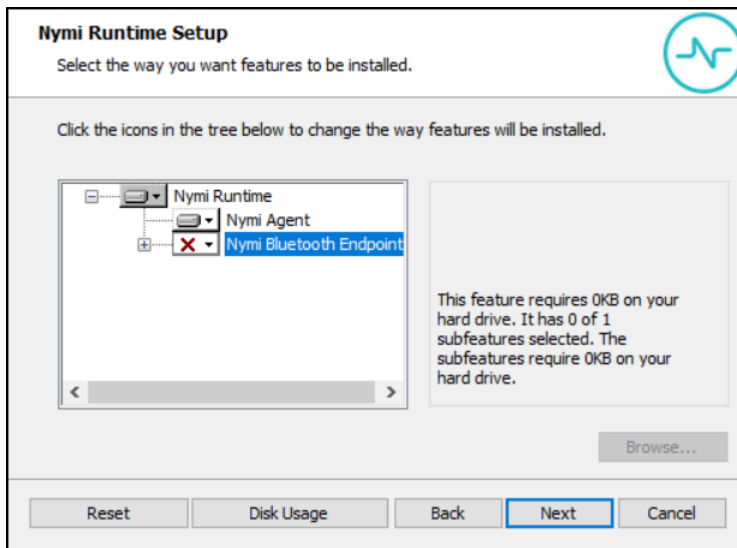 Nymi Runtime Setup
Select the way you want features to be installed.
Click the icons in the tree below to change the way features will be installed.
Nymi Runtime
Nymi Agent
Nymi Bluetooth Endpoint
This feature requires 0KB on your
hard drive. It has 0 of 1
subfeatures selected. The
subfeatures require 0KB on your
hard drive.
Browse...
Reset
Disk Usage
Back
Next
Cancel